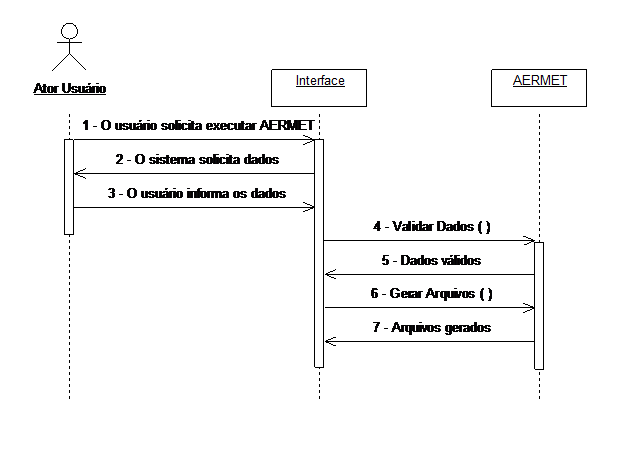 Ator Usuário
Interface
AERMET
1 - O usuário solicita executar AERMET
2 - O sistema solicita dados
3 - O usuário informa os dados
4 - Validar Dados ( )
5 - Dados válidos
6 - Gerar Arquivos ( )
7 - Arquivos gerados